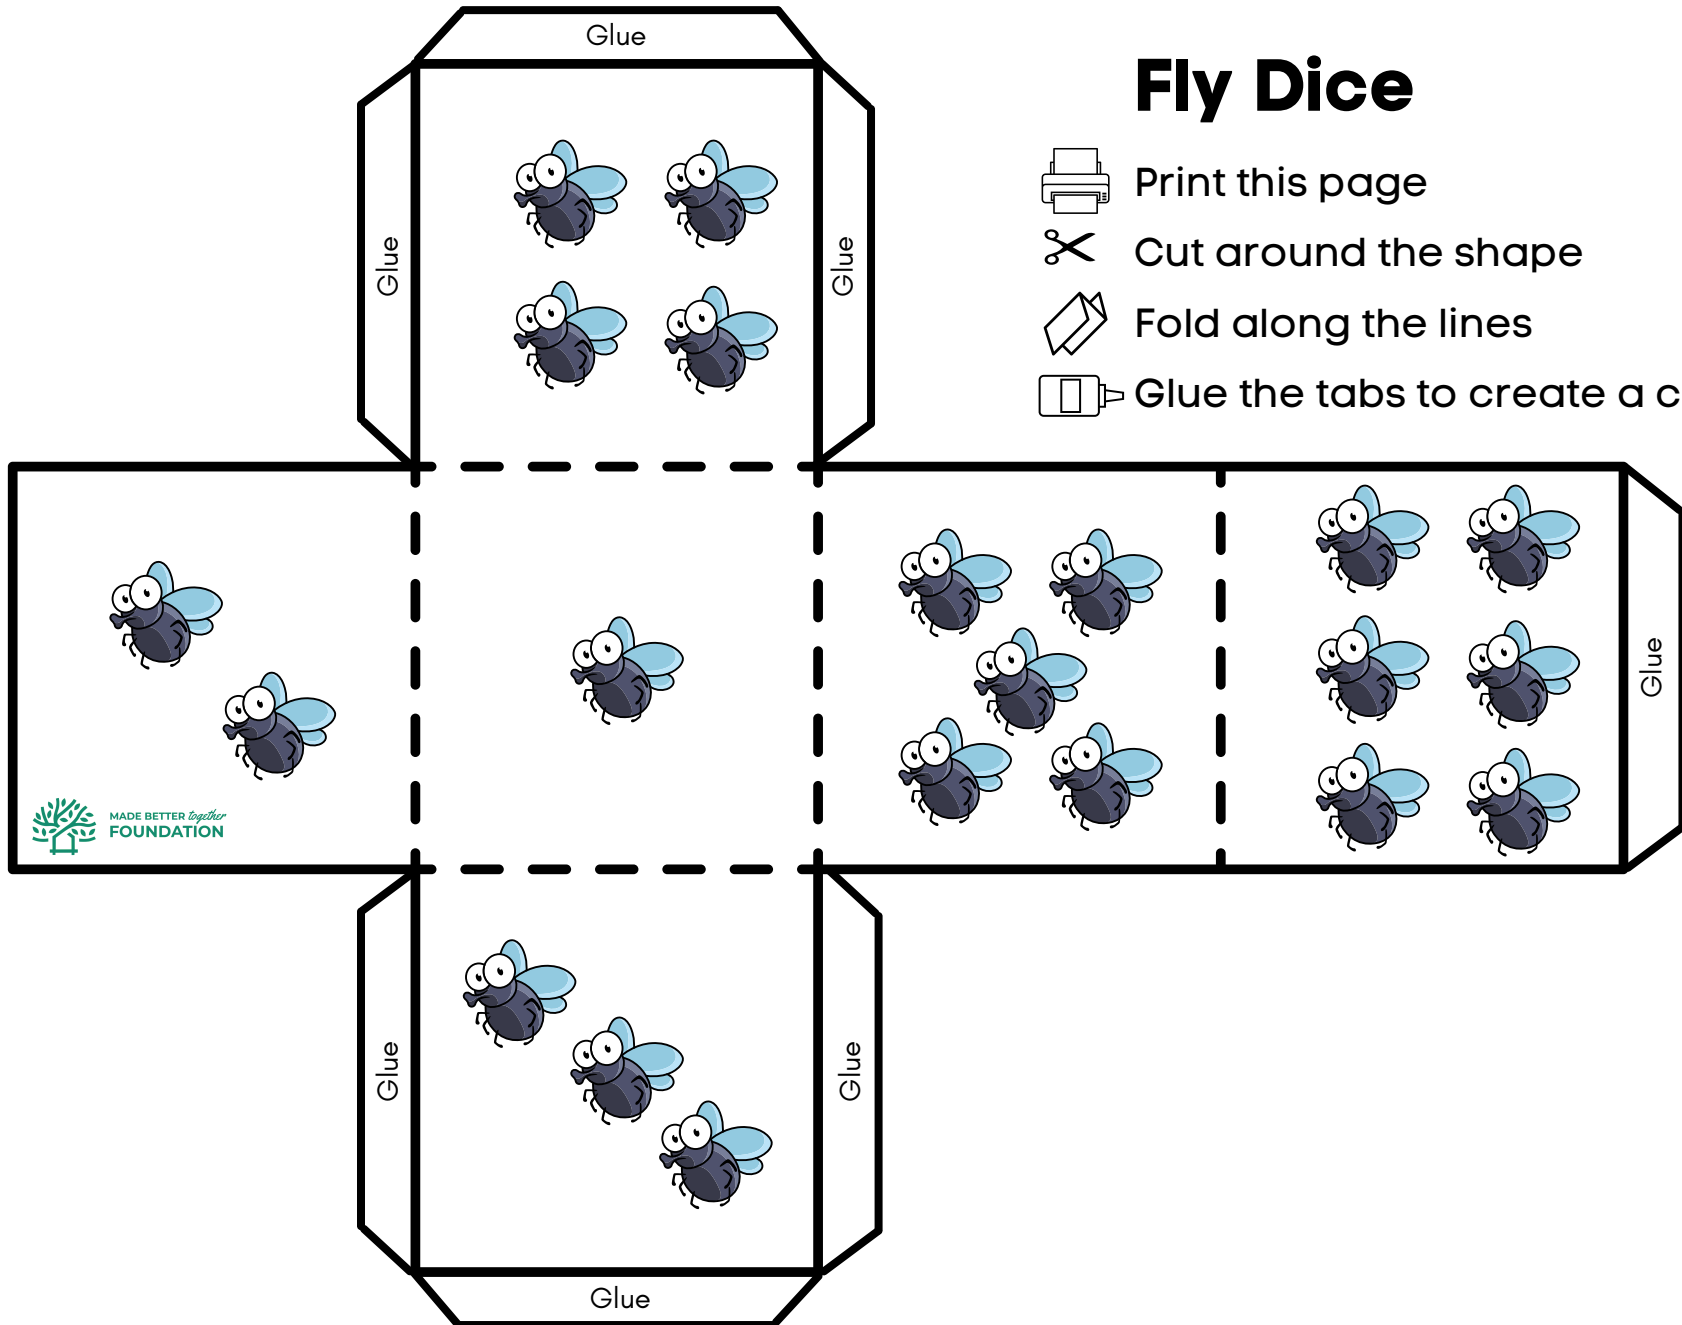 Glue
Fly Dice
Print this page
Glue
Glue
Cut around the shape
Fold along the lines
Glue the tabs to create a c
Glue
MADE BETTER together
FOUNDATION
Glue
Glue
Glue